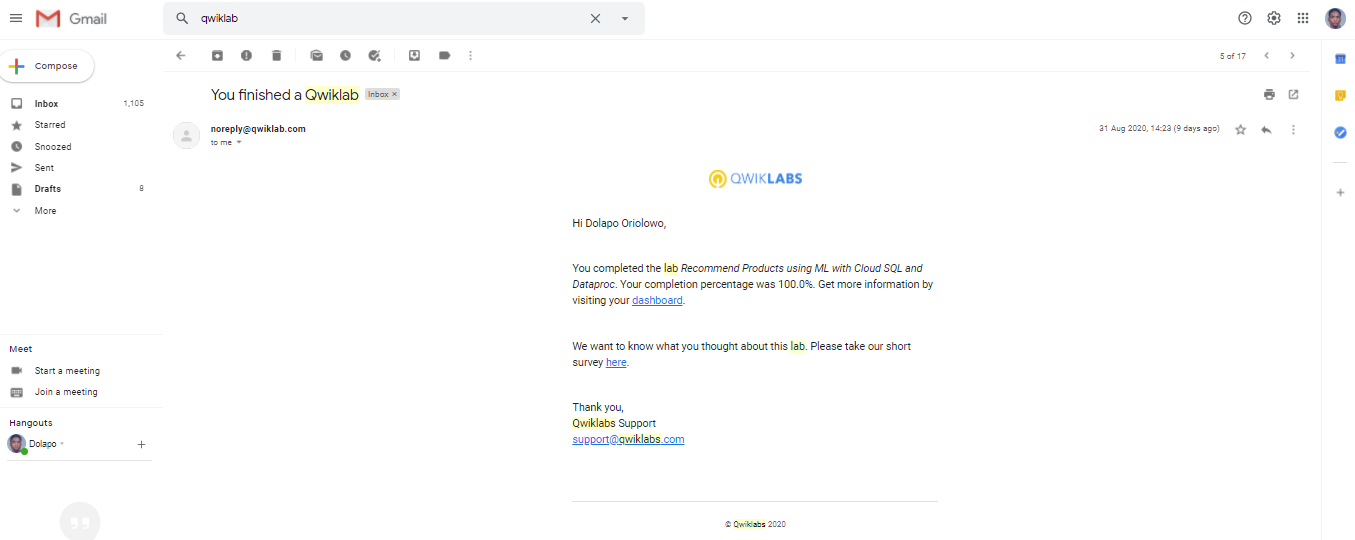 Gmail
qwiklab
Compose
5 of 17
Inbox 1,105
Starred
Snoozed
Sent
Drafts 8
More
Meet
Start a meeting
Join a meeting
Hangouts
Dolapo
You finished a Qwiklab Inbox ×
noreply@qwiklab.com 31 Aug 2020, 14:23 (9 days ago)
to me
QWIKLABS
Hi Dolapo Oriolowo,
You completed the lab Recommend Products using ML with Cloud SQL and
Dataproc. Your completion percentage was 100.0%. Get more information by
visiting your dashboard.
We want to know what you thought about this lab. Please take our short
survey here.
Thank you,
Qwiklabs Support
support@qwiklabs.com
© Qwiklabs 2020